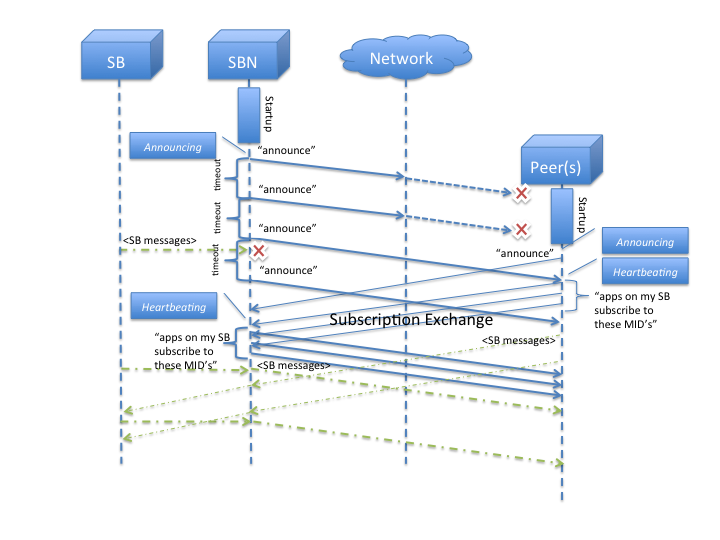 SB
SBN
Network
Startup
Announcing
“announce”
Peer(s)
timeout
“announce”
Startup
timeout
“announce”
<SB messages>
Announcing
“announce”
timeout
“announce”
Heartbeating
Heartbeating
“apps on my SB
subscribe to
these MID’s”
Subscription Exchange
“apps on my SB
subscribe to
these MID’s”
<SB messages>
<SB messages>